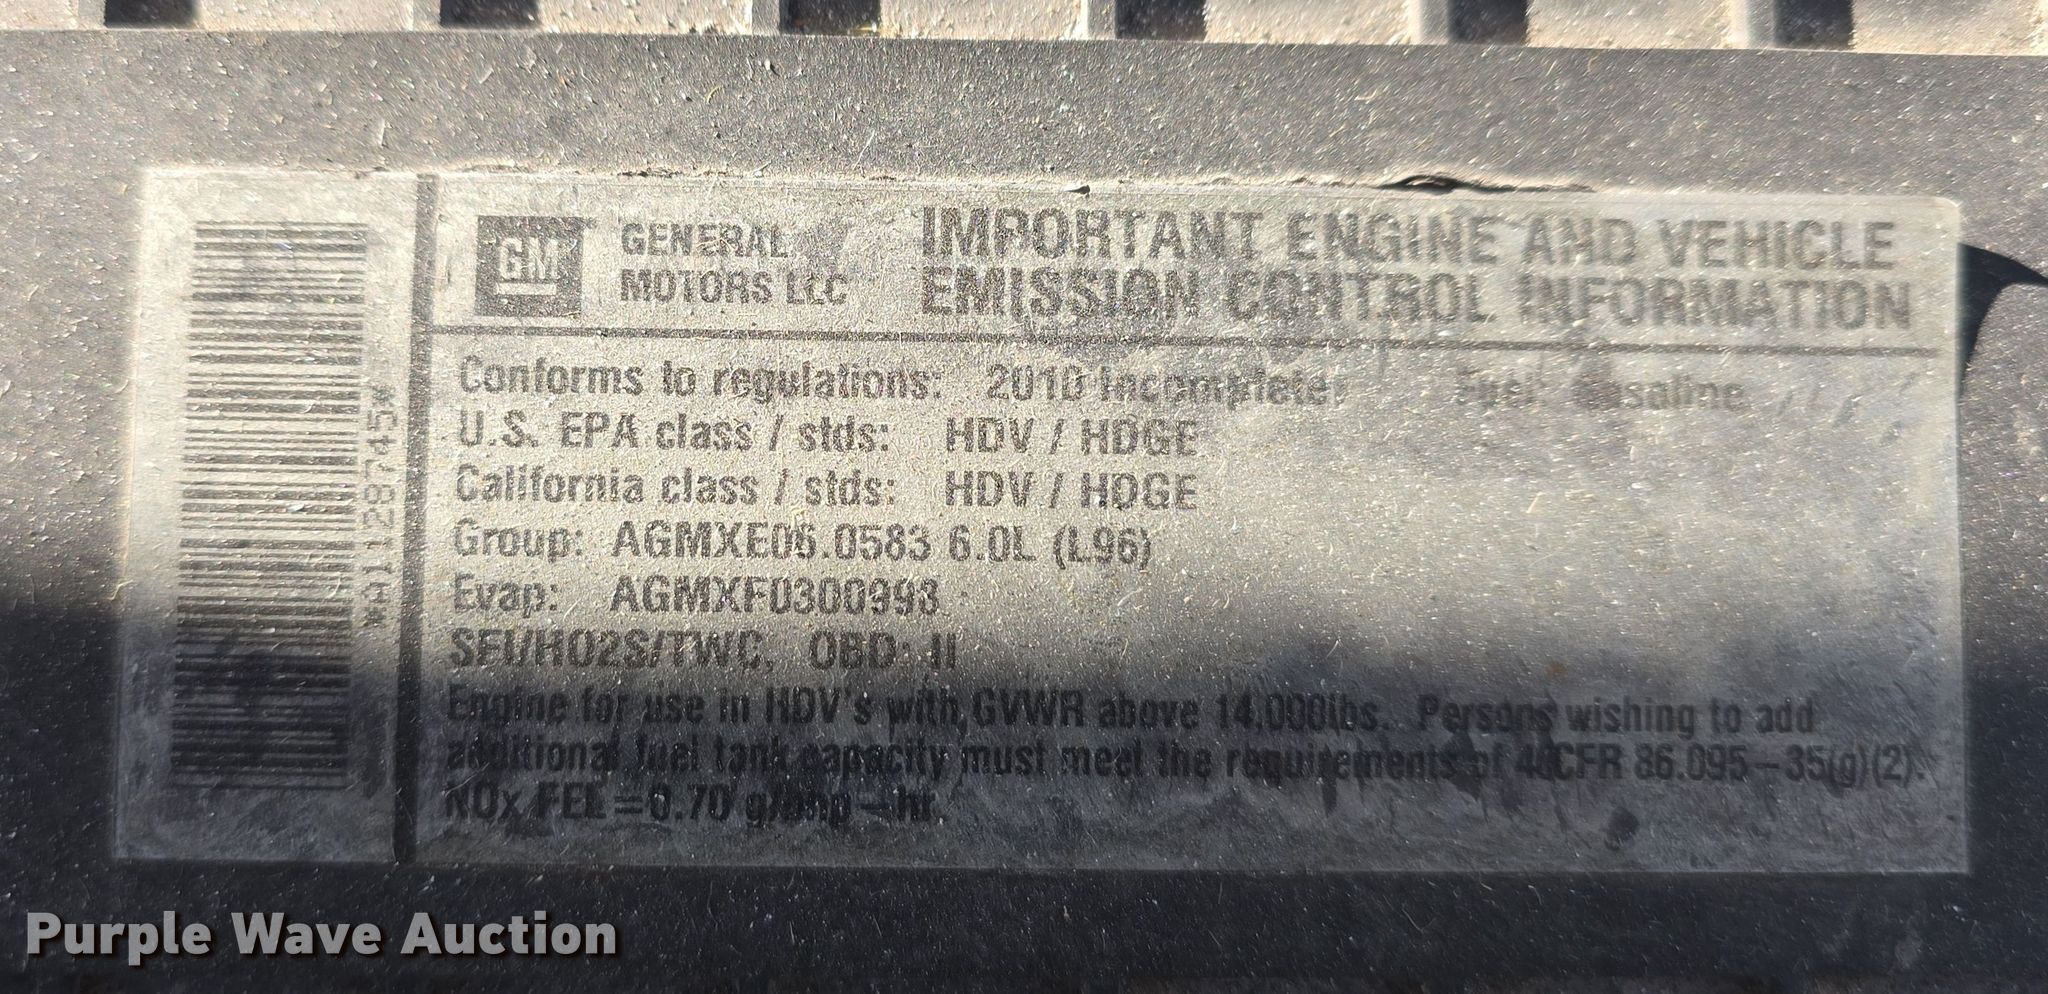 GM
GENERAL
MOTORS LLC
IMPORTANT ENGINE AND VEHICLE
EMISSION CONTROL INFORMATION
Conforms to regulations: 2010 Incomplete Fuel: Gasoline
U.S. EPA class / stds: HDV / HDGE
California class / stds: HDV / HDGE
Group: AGMXE06.0583 6.0L (L96)
Evap: AGMXF0300998
SFI/HO2S/TWC, OBD: II
Engine for use in HDV's with GVWR above 14,000lbs. Persons wishing to add
additional fuel tank capacity must meet the requirements of 40CFR 86.095-35(g)(2).
NOx FEL=0.70 g/bhp-hr
Purple Wave Auction